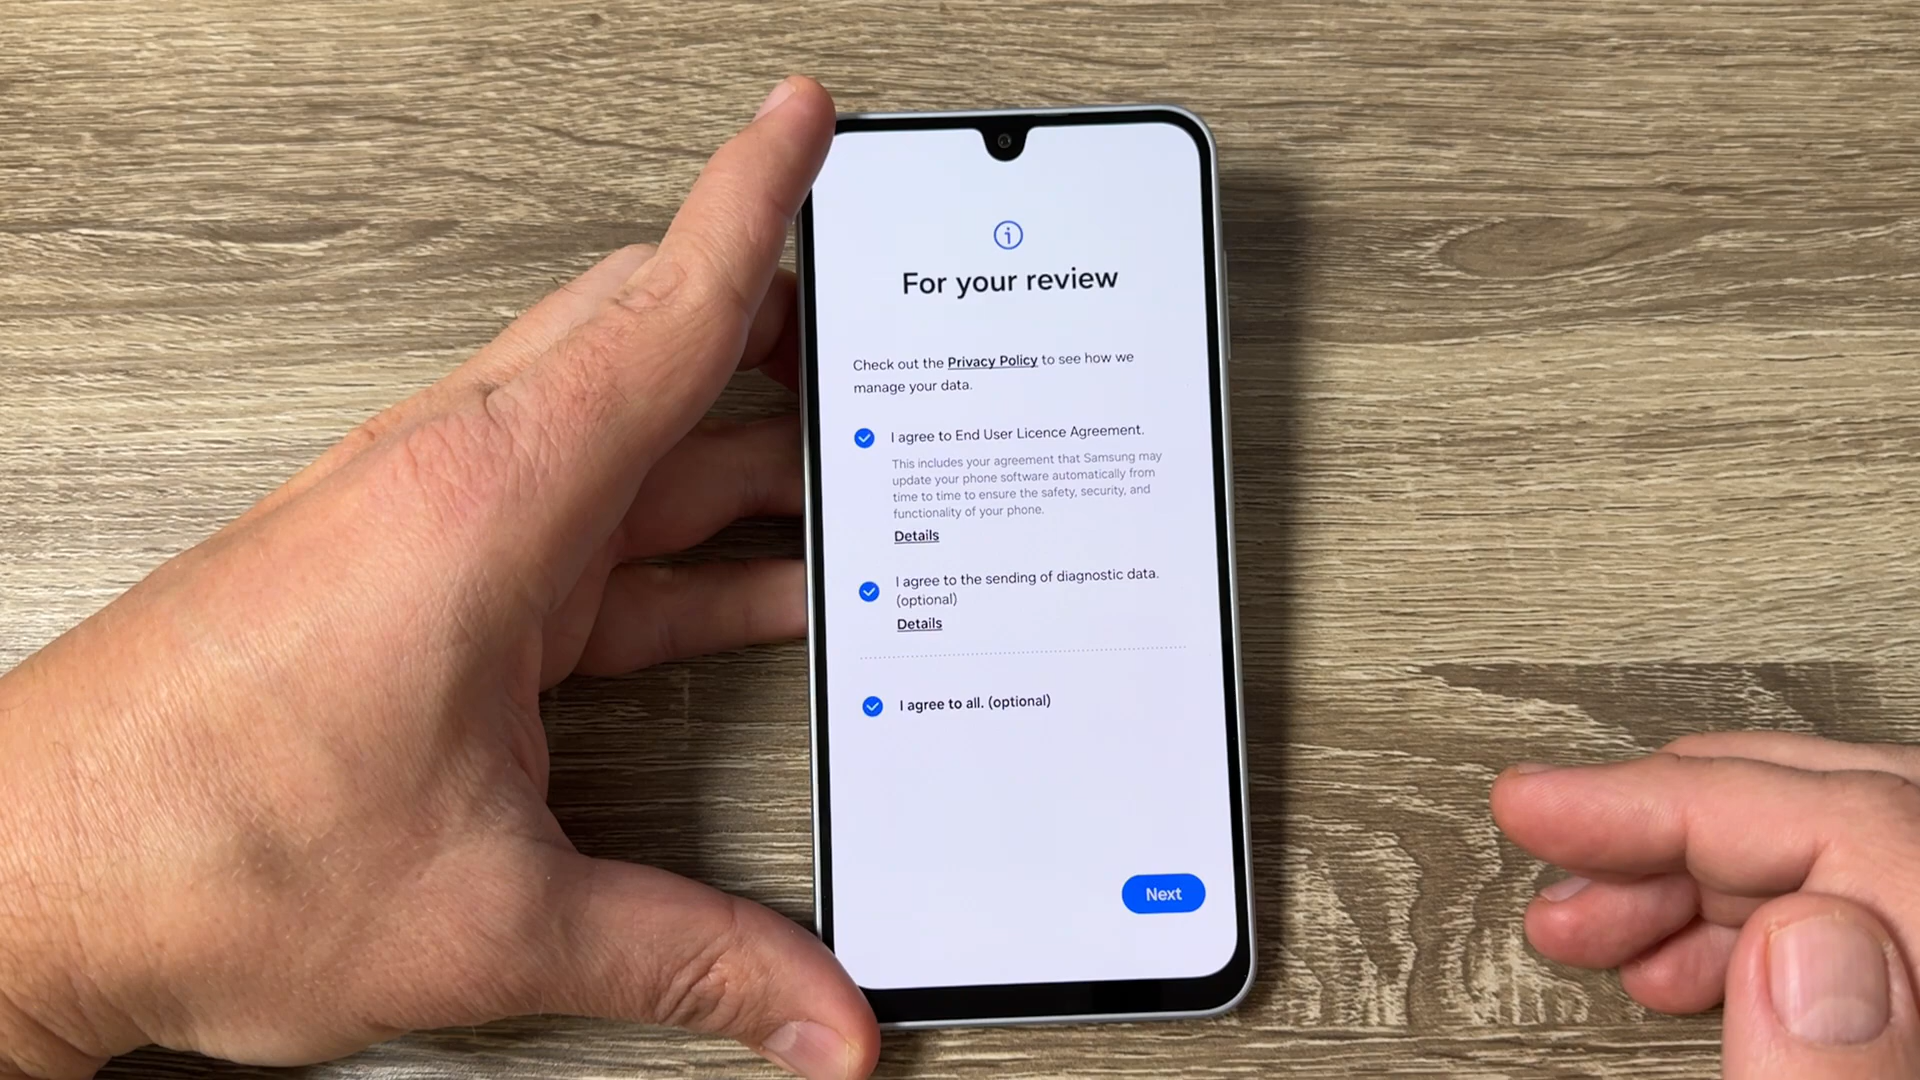 For your review
Check out the Privacy Policy to see how we
manage your data.
I agree to End User Licence Agreement.
This includes your agreement that Samsung may
update your phone software automatically from
time to time to ensure the safety, security, and
functionality of your phone.
Details
I agree to the sending of diagnostic data.
(optional)
Details
I agree to all. (optional)
Next